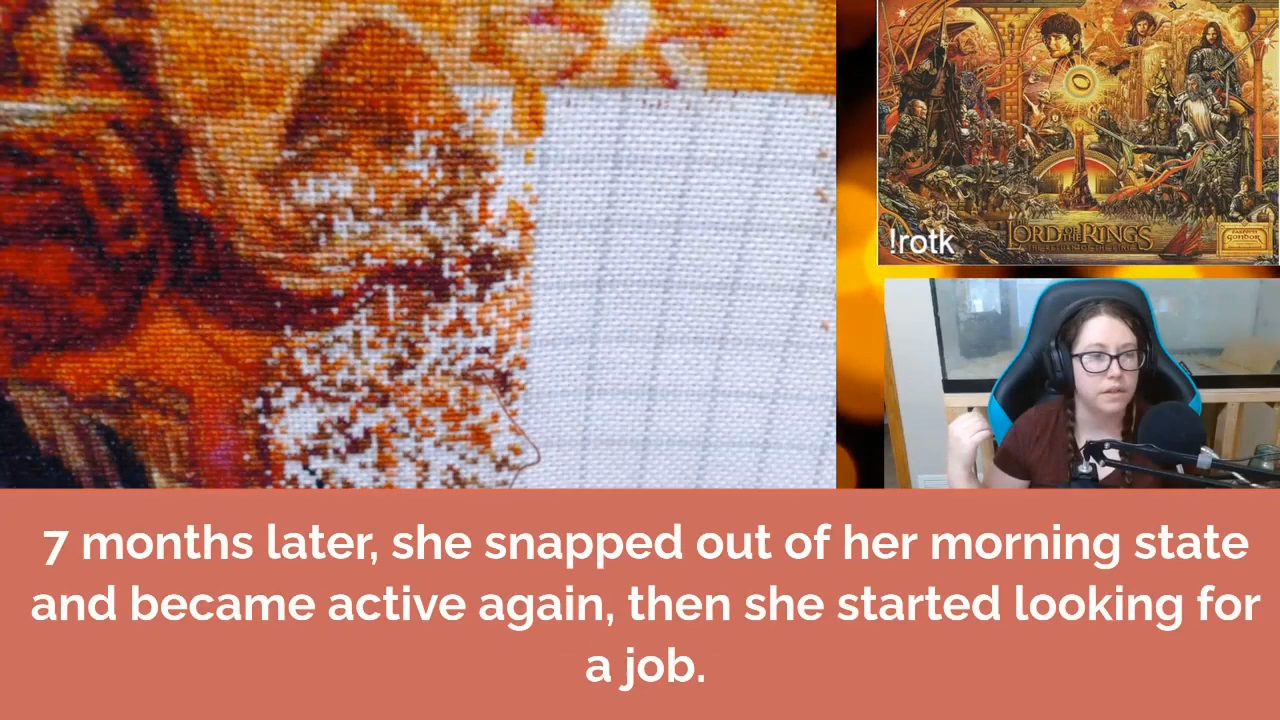 !rotk
LORD OF THE RINGS
GONDOR
7 months later, she snapped out of her morning state
and became active again, then she started looking for
a job.